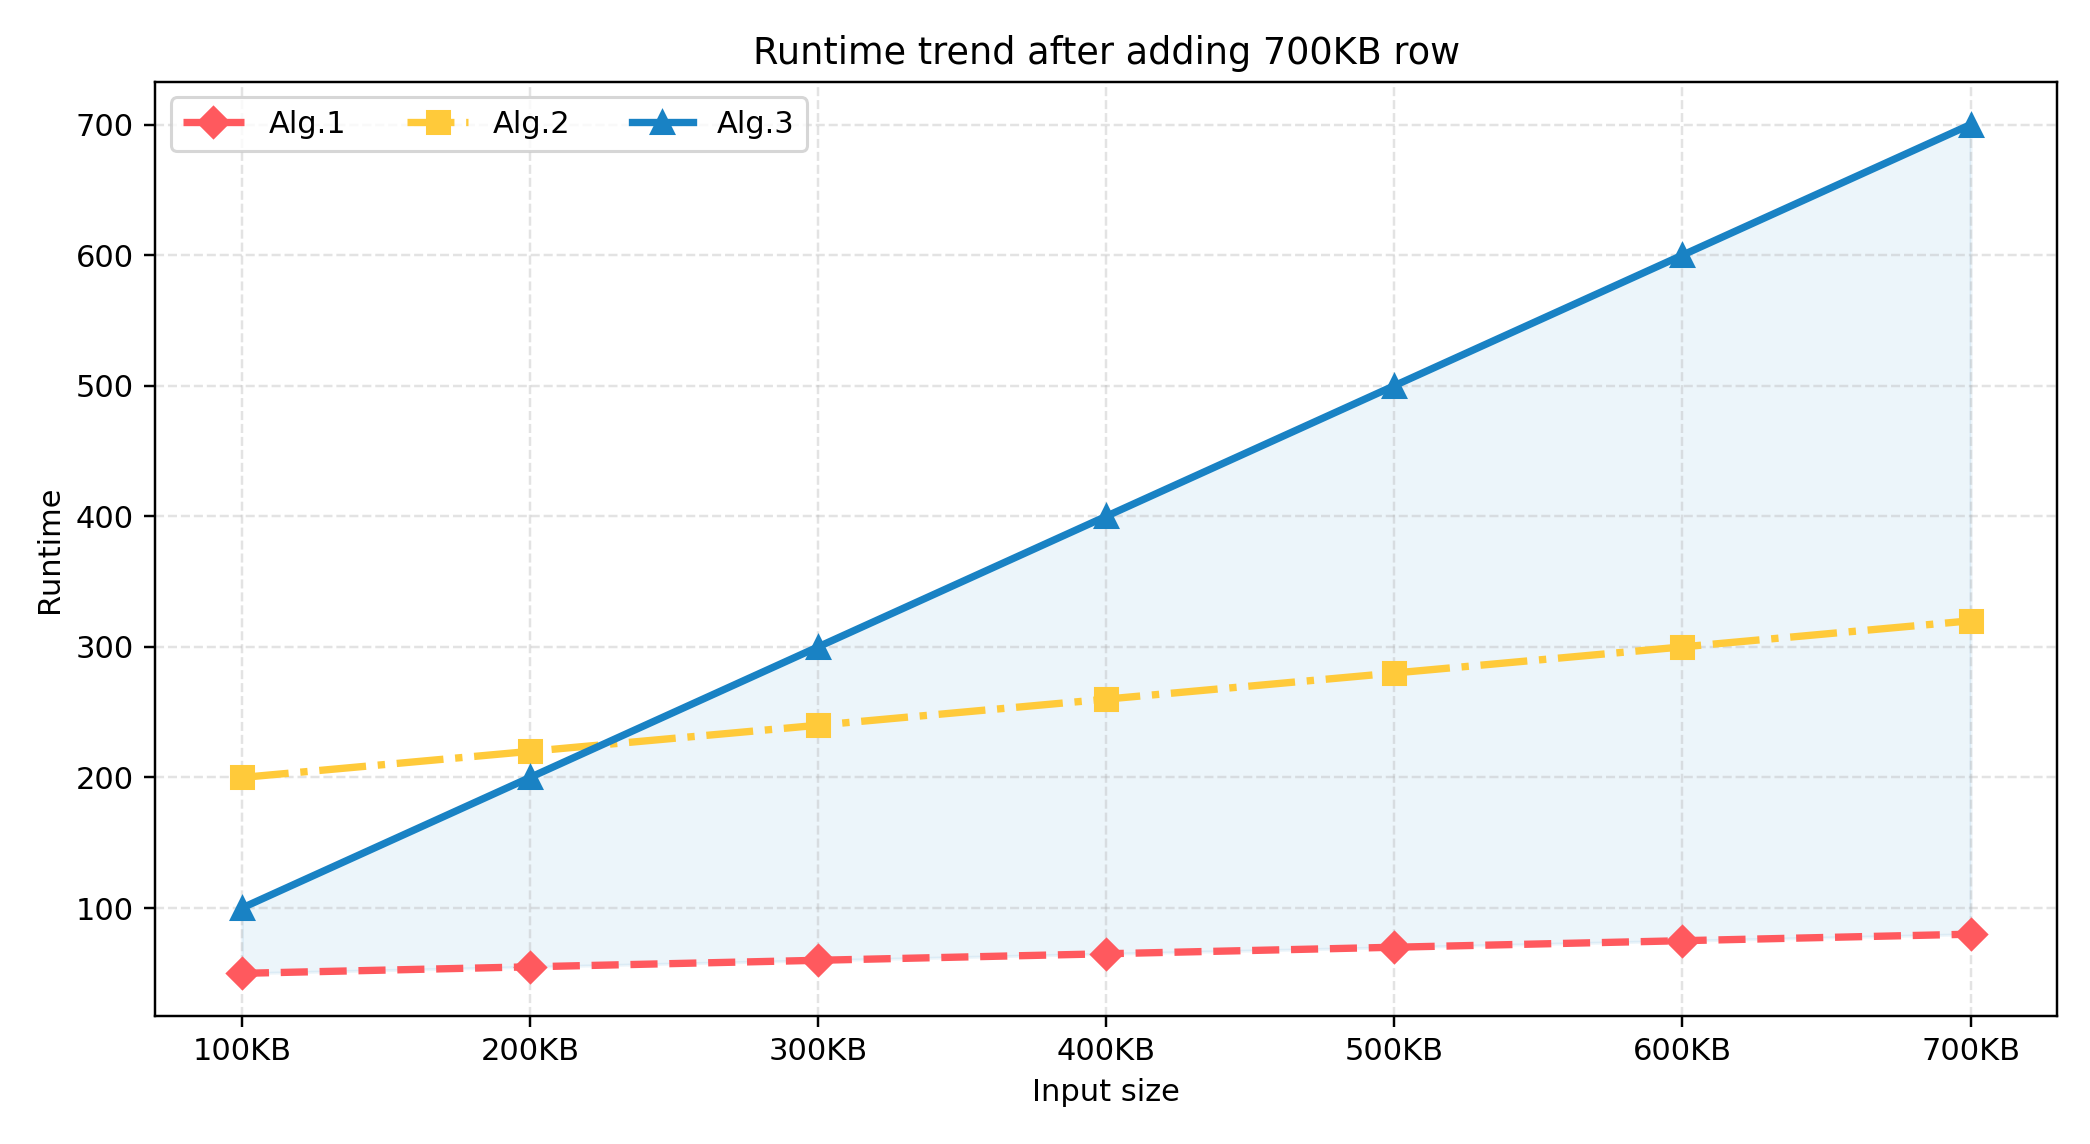 Runtime trend after adding 700KB row
Alg.1 Alg.2 Alg.3
700
600
500
400
300
200
100
Runtime
100KB 200KB 300KB 400KB 500KB 600KB 700KB
Input size